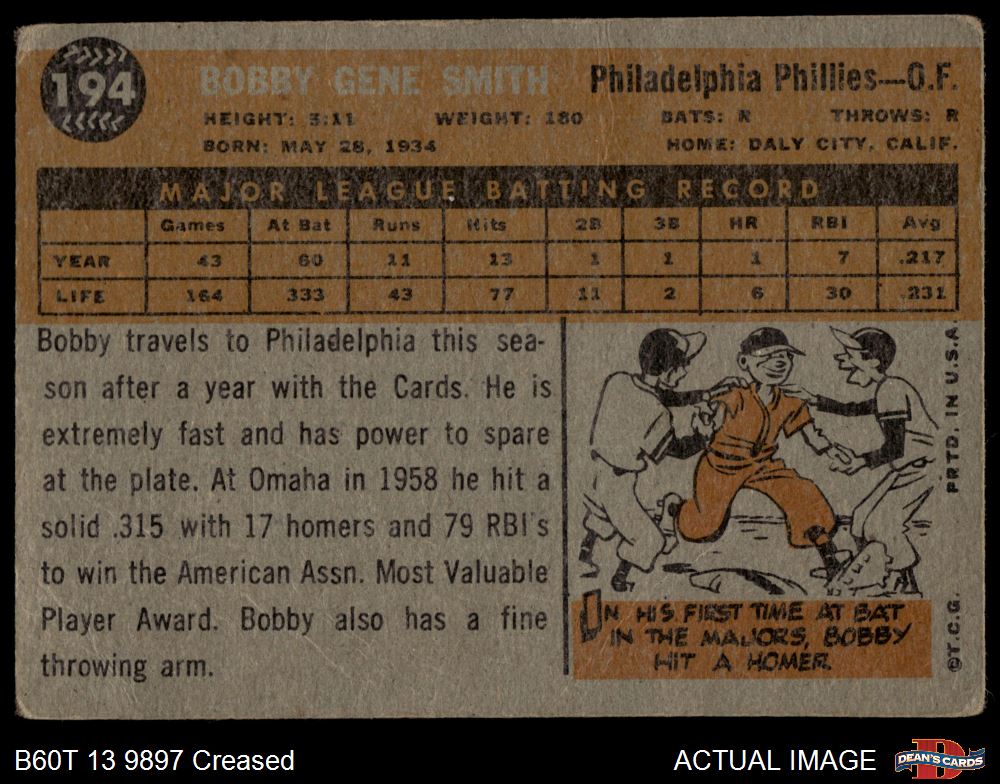 194
BOBBY GENE SMITH Philadelphia Phillies—O.F.
HEIGHT: 5:11 WEIGHT: 180 BATS: R THROWS: R
BORN: MAY 28, 1934 HOME: DALY CITY, CALIF.
MAJOR LEAGUE BATTING RECORD
Games At Bat Runs Hits 2B 3B HR RBI Avg
YEAR 43 60 11 13 1 1 1 7 .217
LIFE 164 333 43 77 11 2 6 30 .231
Bobby travels to Philadelphia this sea-
son after a year with the Cards. He is
extremely fast and has power to spare
at the plate. At Omaha in 1958 he hit a
solid .315 with 17 homers and 79 RBI's
to win the American Assn. Most Valuable
Player Award. Bobby also has a fine
throwing arm.
ON HIS FIRST TIME AT BAT
IN THE MAJORS, BOBBY
HIT A HOMER.
©T.C.G. PRTD. IN U.S.A.
B60T 13 9897 Creased ACTUAL IMAGE
DEAN'S CARDS